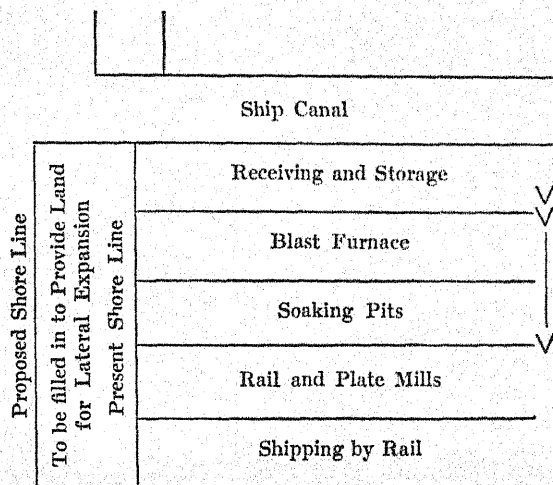 Ship Canal
Receiving and Storage
Blast Furnace
Soaking Pits
Rail and Plate Mills
Shipping by Rail
Proposed Shore Line
To be filled in to Provide Land
for Lateral Expansion
Present Shore Line